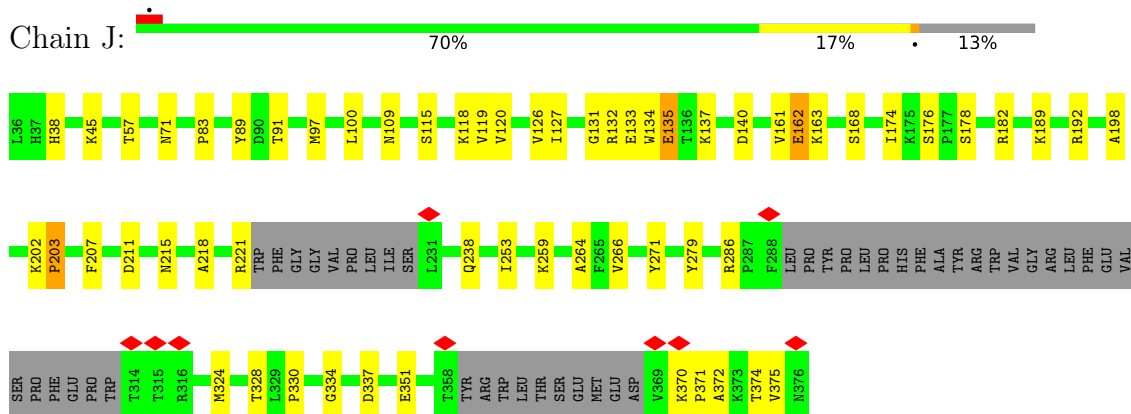 Chain J:
70% 17% • 13%
L36 H37 H38 K45 T57 N71 P83 Y89 D90 T91 M97 L100 N109 S115 K118 V119 V120 V126 I127 G131 R132 E133 W134 E135 T136 K137 D140 V161 E162 K163 S168 I174 K175 S176 P177 S178 R182 K189 R192 A198
K202 P203 F207 D211 N215 A218 R221 TRP PHE GLY GLY VAL PRO LEU ILE SER L231 Q238 I253 K259 A264 F265 V266 Y271 Y279 R286 P287 F288 LEU PRO TYR PRO LEU PRO HIS PHE ALA TYR ARG TRP VAL GLY ARG LEU PHE GLU VAL
SER PRO PHE GLU PRO TRP T314 T315 R316 M324 T328 L329 P330 G334 D337 E351 T358 TYR ARG TRP LEU THR SER GLU MET GLU ASP V369 K370 P371 A372 K373 T374 V375 N376